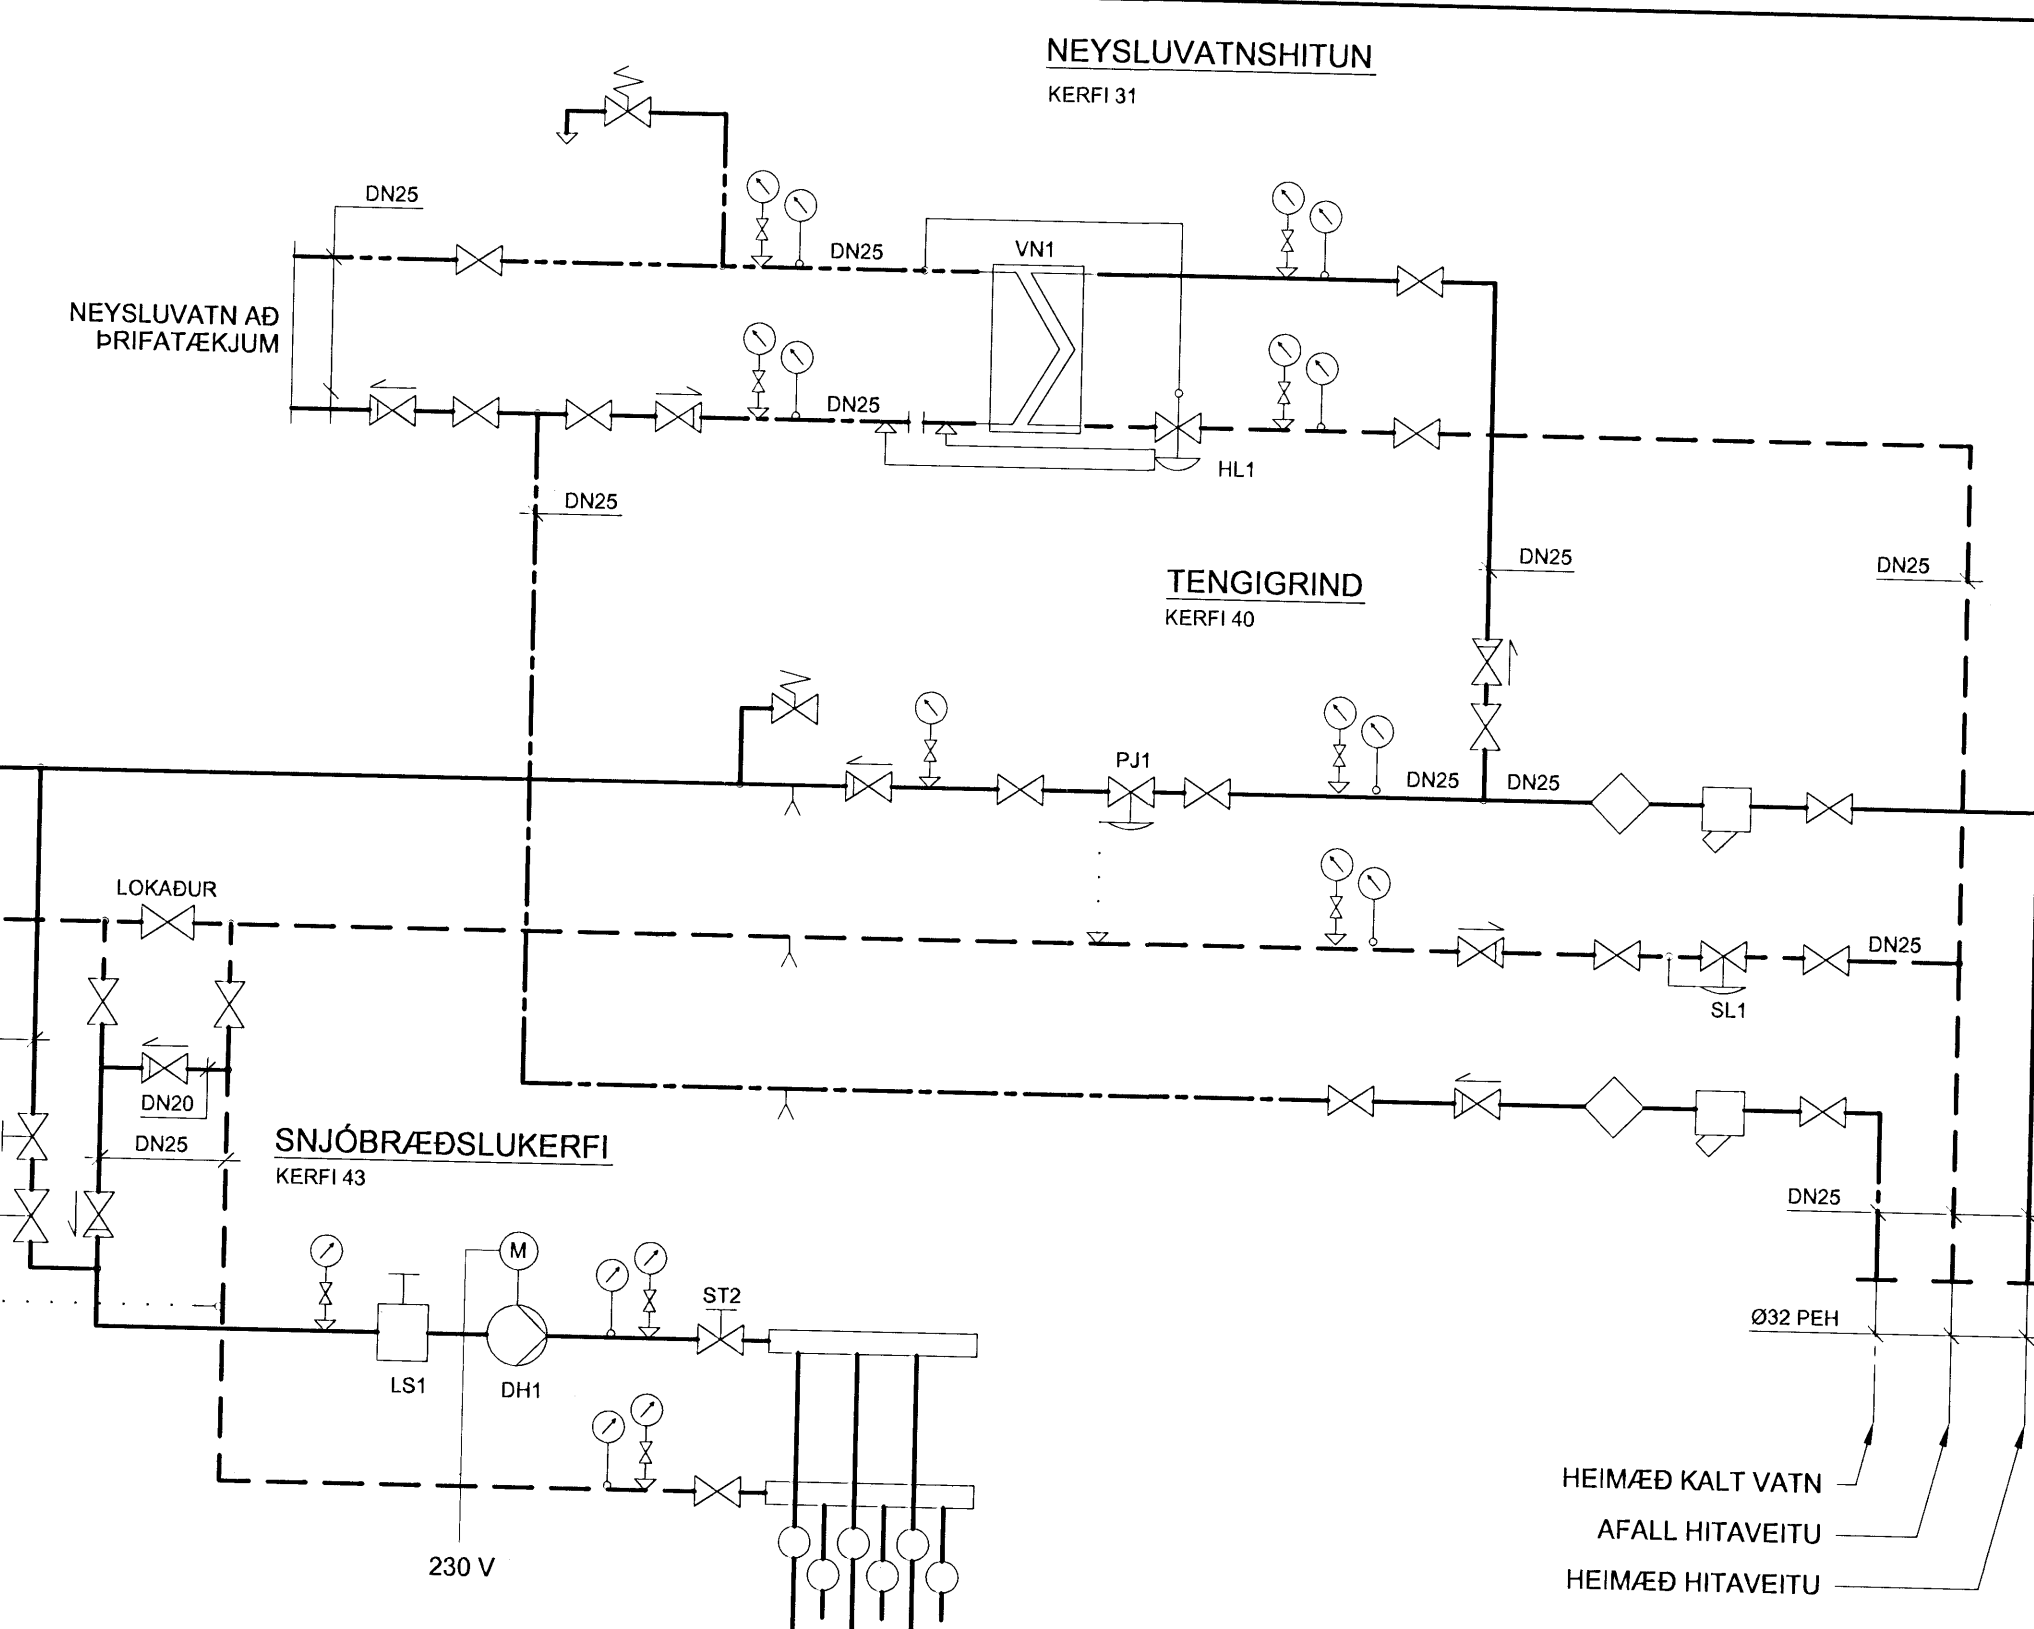 NEYSLUVATNSHITUN
KERFI 31
DN25
DN25
VN1
NEYSLUVATN AÐ
ÞRIFATÆKJUM
DN25
HL1
DN25
TENGIGRIND
KERFI 40
DN25
DN25
PJ1
DN25
DN25
LOKAÐUR
DN25
SL1
DN20
DN25
SNJÓBRÆÐSLUKERFI
KERFI 43
DN25
M
ST2
Ø32 PEH
LS1
DH1
HEIMÆÐ KALT VATN
AFALL HITAVEITU
230 V
HEIMÆÐ HITAVEITU